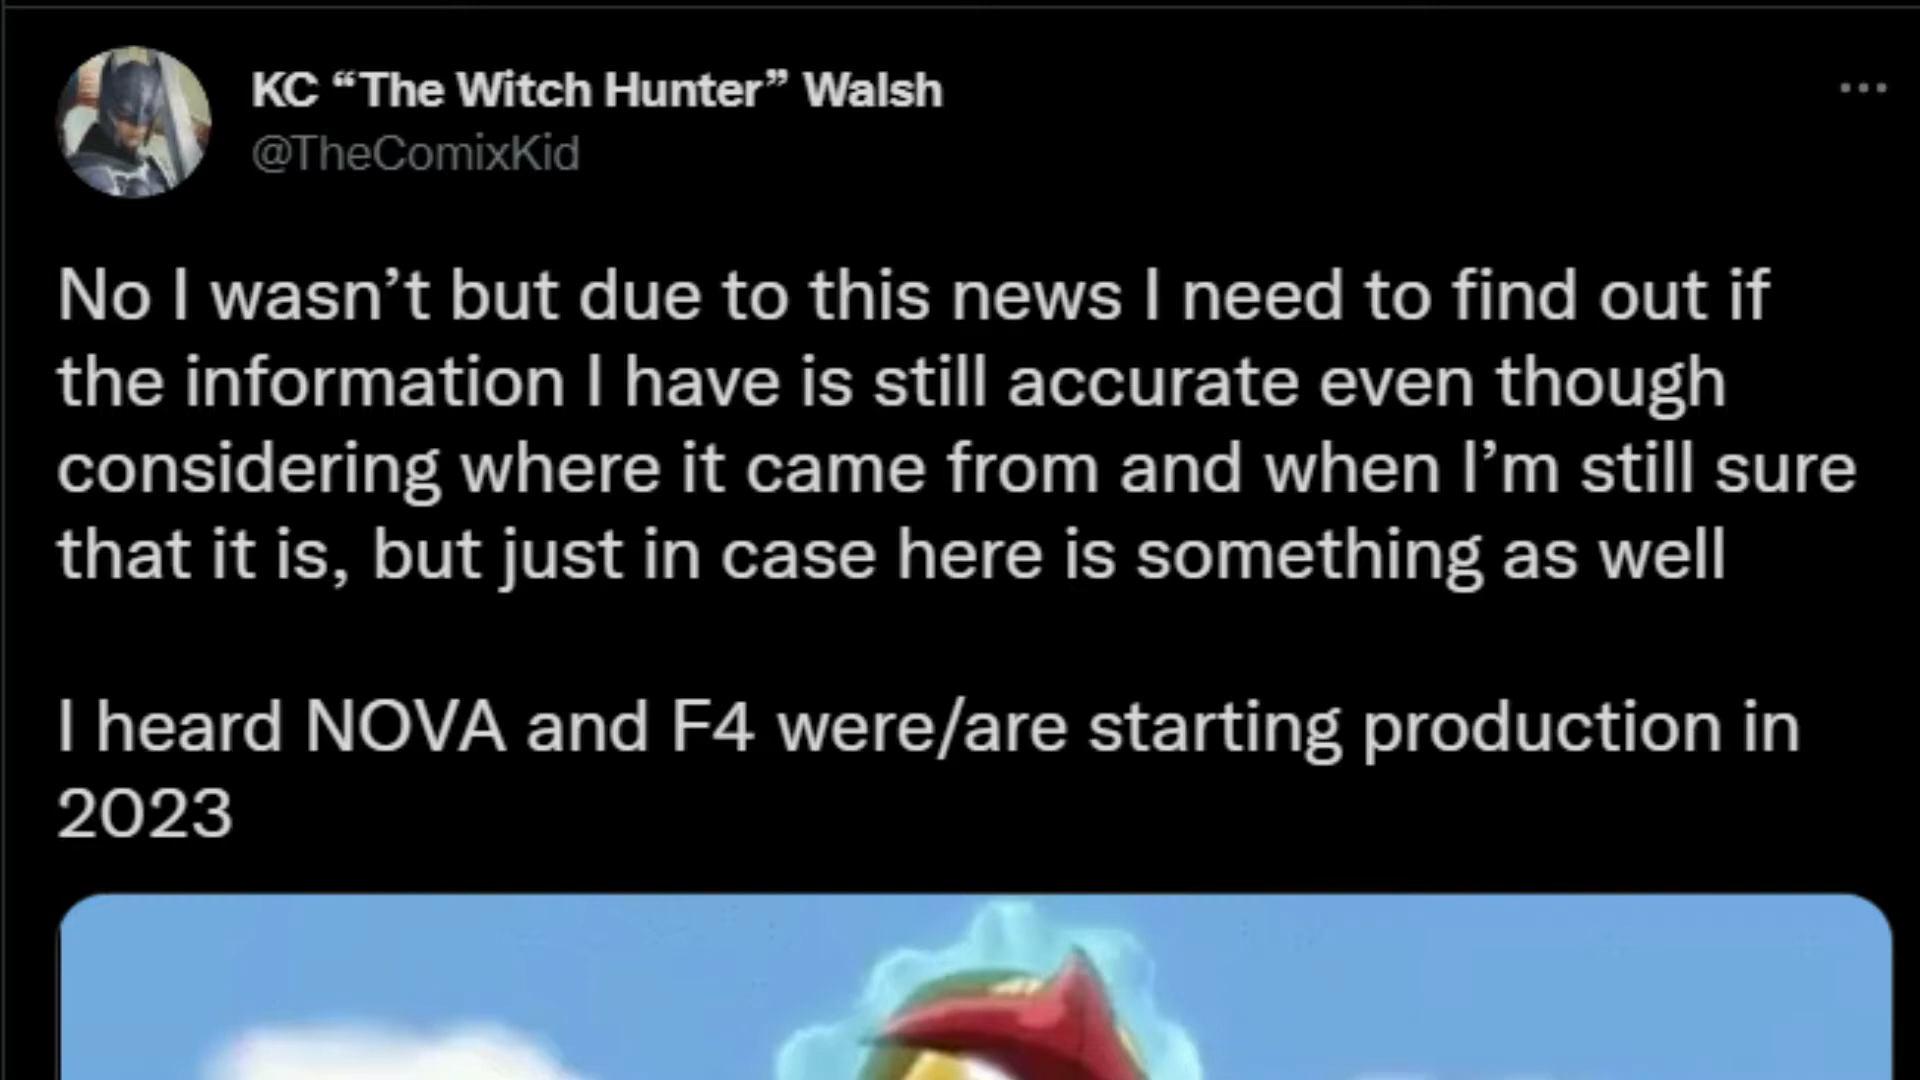 KC “The Witch Hunter” Walsh
@TheComixKid
No I wasn’t but due to this news I need to find out if
the information I have is still accurate even though
considering where it came from and when I’m still sure
that it is, but just in case here is something as well
I heard NOVA and F4 were/are starting production in
2023